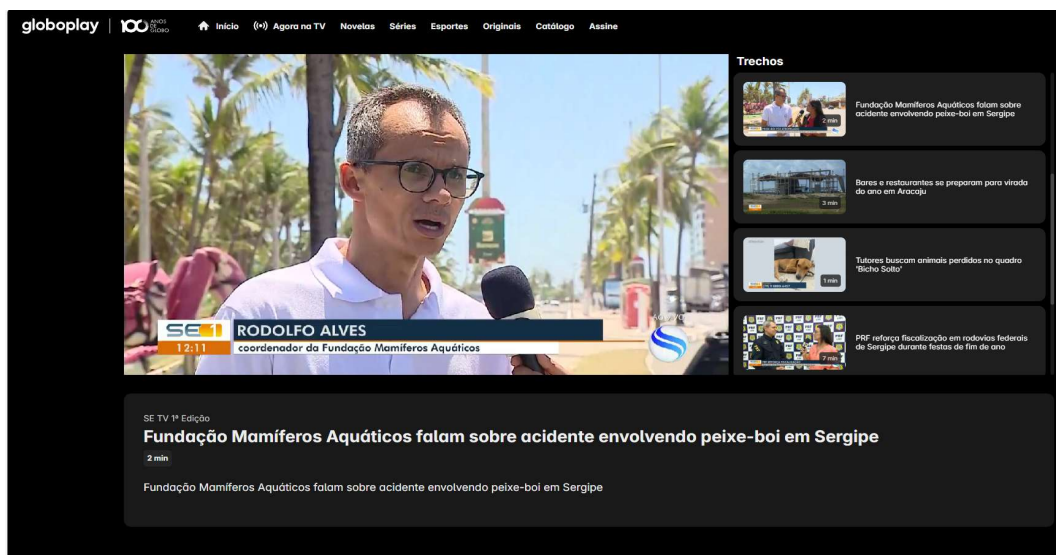 globoplay
100 ANOS DE GLOBO
Início
Agora na TV
Novelas
Séries
Esportes
Originais
Catálogo
Assine
SE 1
12:11
RODOLFO ALVES
coordenador da Fundação Mamíferos Aquáticos
Trechos
2 min
Fundação Mamíferos Aquáticos falam sobre
acidente envolvendo peixe-boi em Sergipe
3 min
Bares e restaurantes se preparam para virada
do ano em Aracaju
1 min
Tutores buscam animais perdidos no quadro
'Bicho Solto'
7 min
PRF reforça fiscalização em rodovias federais
de Sergipe durante festas de fim de ano
SE TV 1ª Edição
Fundação Mamíferos Aquáticos falam sobre acidente envolvendo peixe-boi em Sergipe
2 min
Fundação Mamíferos Aquáticos falam sobre acidente envolvendo peixe-boi em Sergipe